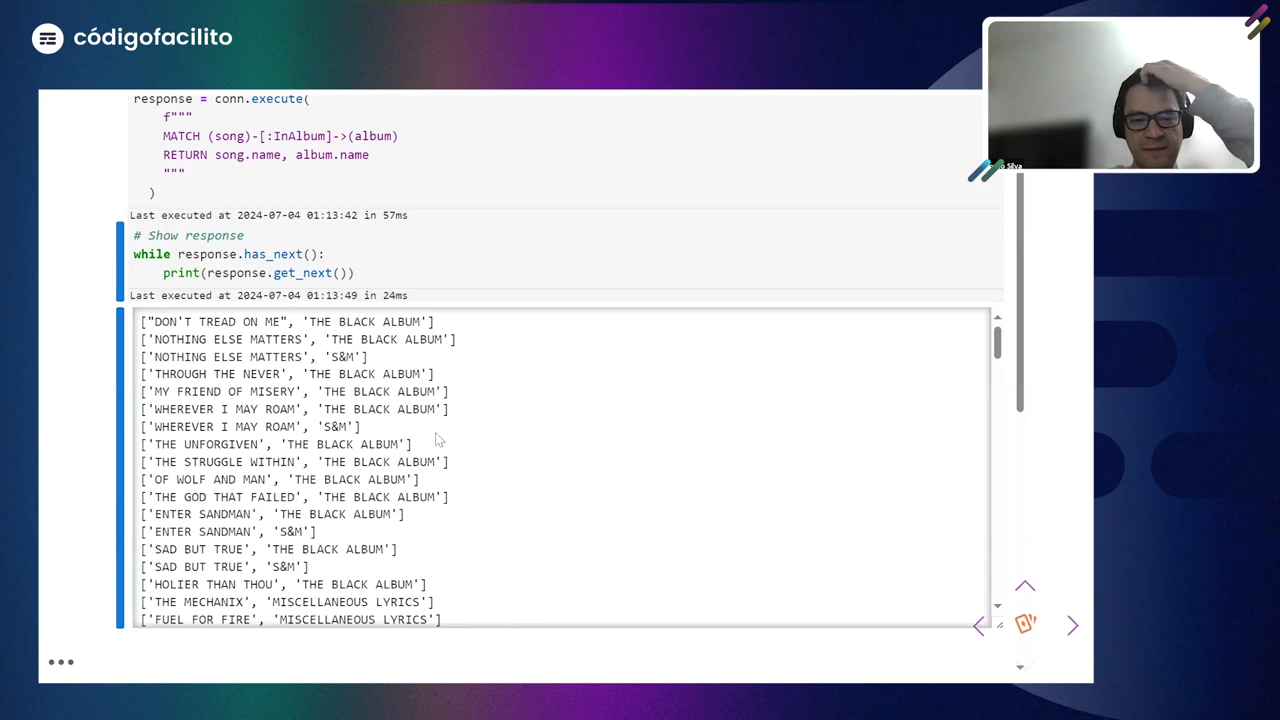 códigofacilito
response = conn.execute(
f"""
MATCH (song)-[:InAlbum]->(album)
RETURN song.name, album.name
"""
)
Last executed at 2024-07-04 01:13:42 in 57ms
# Show response
while response.has_next():
print(response.get_next())
Last executed at 2024-07-04 01:13:49 in 24ms
["DON'T TREAD ON ME", 'THE BLACK ALBUM']
['NOTHING ELSE MATTERS', 'THE BLACK ALBUM']
['NOTHING ELSE MATTERS', 'S&M']
['THROUGH THE NEVER', 'THE BLACK ALBUM']
['MY FRIEND OF MISERY', 'THE BLACK ALBUM']
['WHEREVER I MAY ROAM', 'THE BLACK ALBUM']
['WHEREVER I MAY ROAM', 'S&M']
['THE UNFORGIVEN', 'THE BLACK ALBUM']
['THE STRUGGLE WITHIN', 'THE BLACK ALBUM']
['OF WOLF AND MAN', 'THE BLACK ALBUM']
['THE GOD THAT FAILED', 'THE BLACK ALBUM']
['ENTER SANDMAN', 'THE BLACK ALBUM']
['ENTER SANDMAN', 'S&M']
['SAD BUT TRUE', 'THE BLACK ALBUM']
['SAD BUT TRUE', 'S&M']
['HOLIER THAN THOU', 'THE BLACK ALBUM']
['THE MECHANIX', 'MISCELLANEOUS LYRICS']
['FUEL FOR FIRE', 'MISCELLANEOUS LYRICS']
Silva